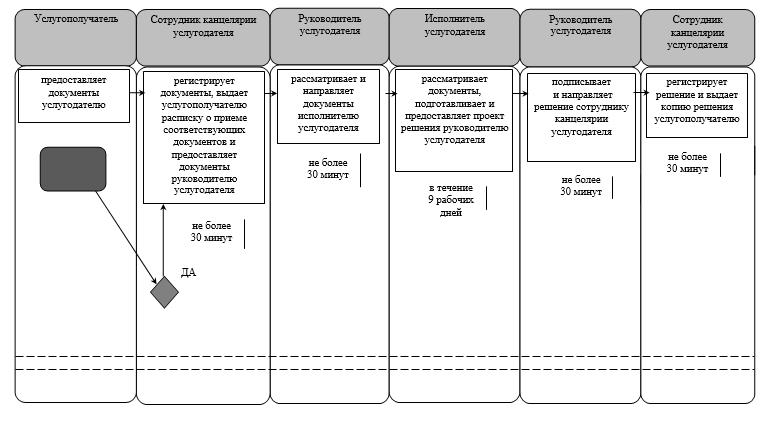 Услугополучатель
Сотрудник канцелярии
услугодателя
Руководитель
услугодателя
Исполнитель
услугодателя
Руководитель
услугодателя
Сотрудник
канцелярии
услугодателя
предоставляет
документы
услугодателю
регистрирует
документы, выдает
услугополучателю
расписку о приеме
соответствующих
документов и
предоставляет
документы
руководителю
услугодателя
не более
30 минут
ДА
рассматривает и
направляет
документы
исполнителю
услугодателя
не более
30 минут
рассматривает
документы,
подготавливает и
предоставляет проект
решения руководителю
услугодателя
в течение
9 рабочих
дней
подписывает
и направляет
решение сотруднику
канцелярии
услугодателя
не более
30 минут
регистрирует
решение и выдает
копию решения
услугополучателю
не более
30 минут